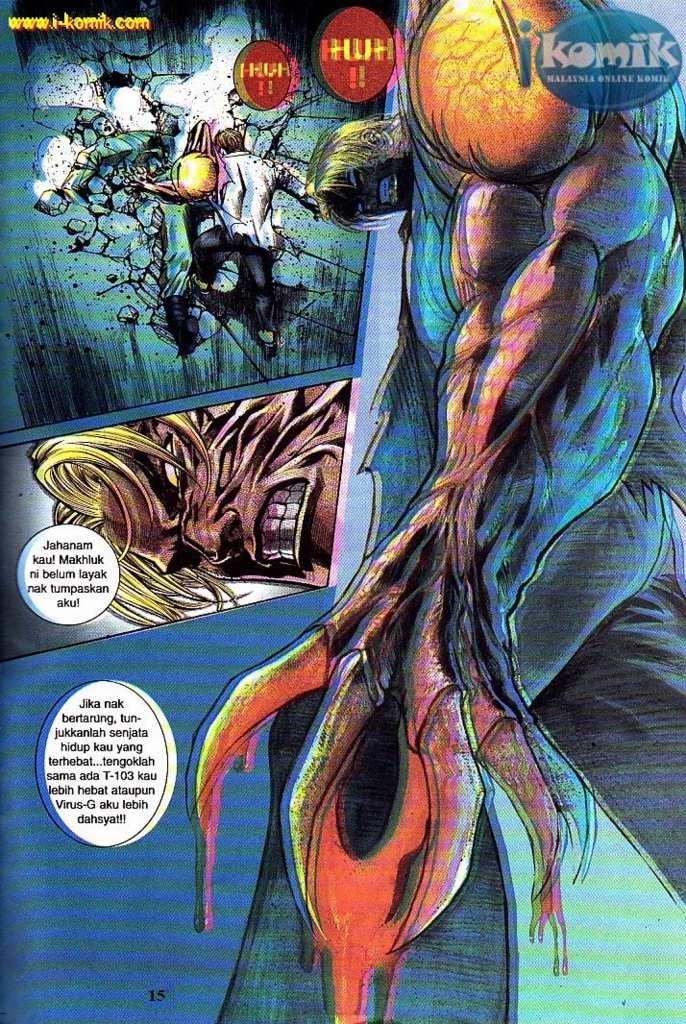 www.i-komik.com
i komik
MALAYSIA ONLINE KOMIK
HUH
!!
HUH
!!
Jahanam
kau! Makhluk
ni belum layak
nak tumpaskan
aku!
Jika nak
bertarung, tun-
jukkanlah senjata
hidup kau yang
terhebat...tengoklah
sama ada T-103 kau
lebih hebat ataupun
Virus-G aku lebih
dahsyat!!
15